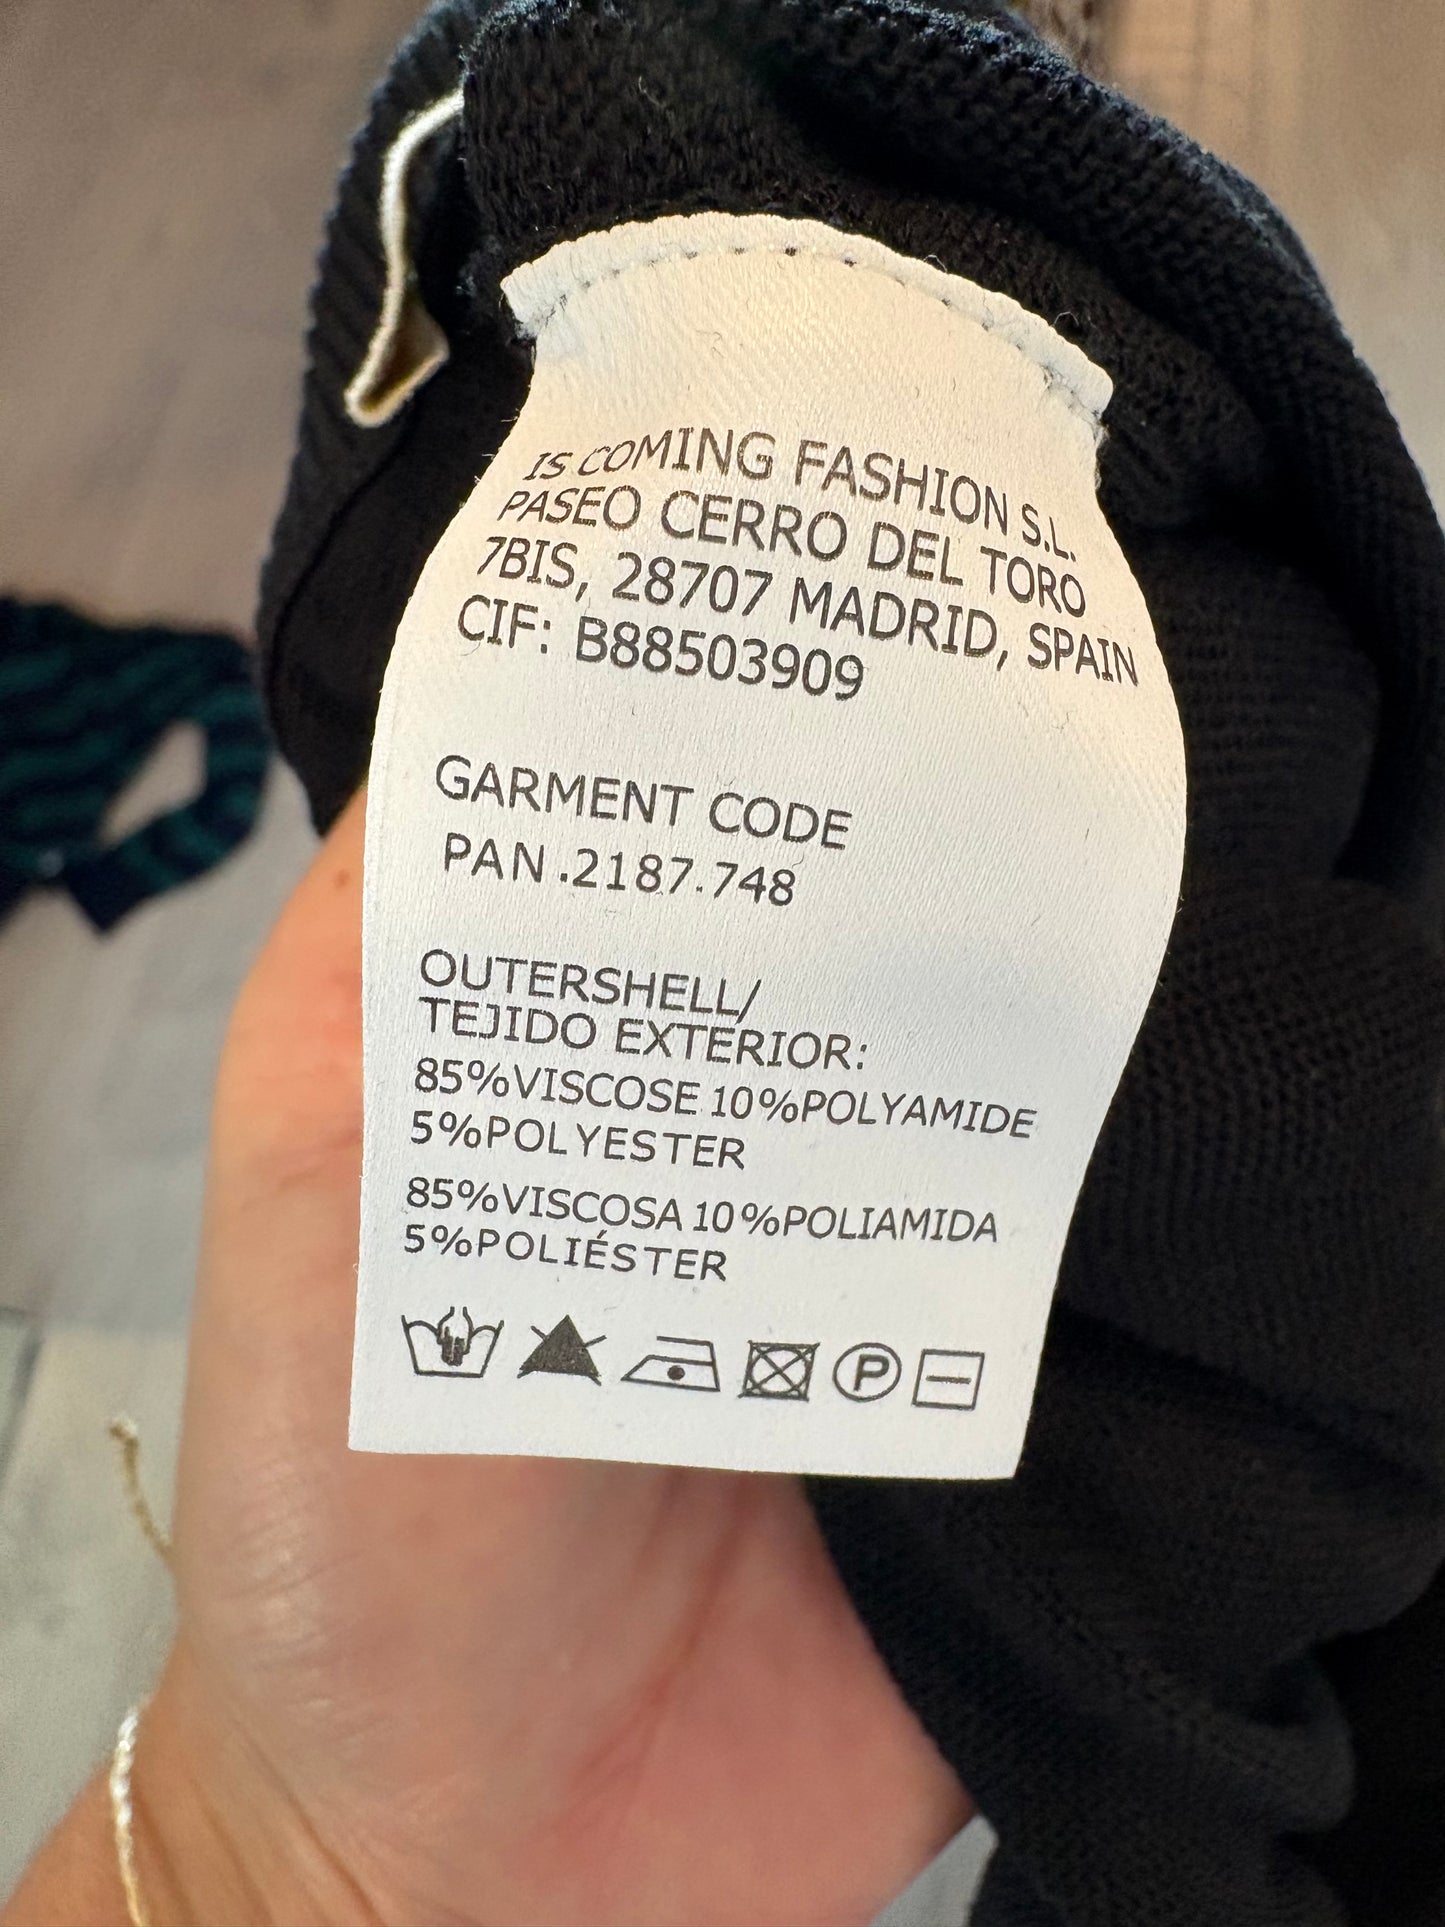 IS COMING FASHION S.L.
PASEO CERRO DEL TORO
7BIS, 28707 MADRID, SPAIN
CIF: B88503909
GARMENT CODE
PAN.2187.748
OUTERSHELL/
TEJIDO EXTERIOR:
85%VISCOSE 10%POLYAMIDE
5%POLYESTER
85%VISCOSA 10%POLIAMIDA
5%POLIÉSTER
P